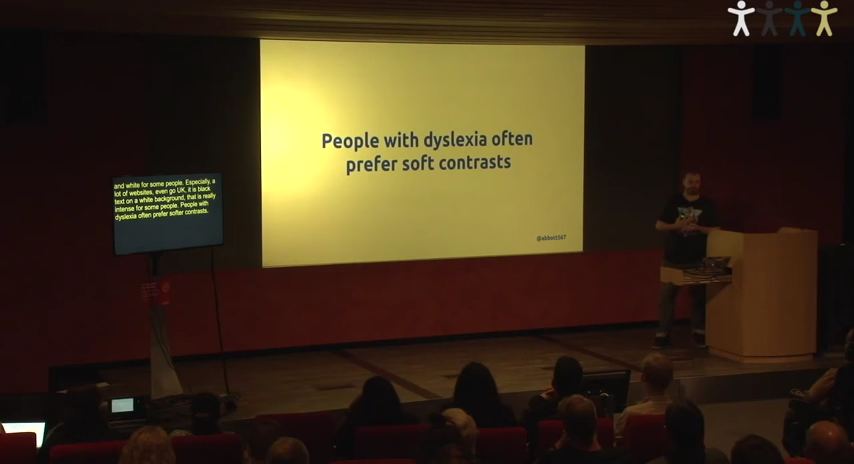 People with dyslexia often
prefer soft contrasts
@abbott567
and white for some people. Especially, a
lot of websites, even go UK, it is black
text on a white background, that is really
intense for some people. People with
dyslexia often prefer softer contrasts.